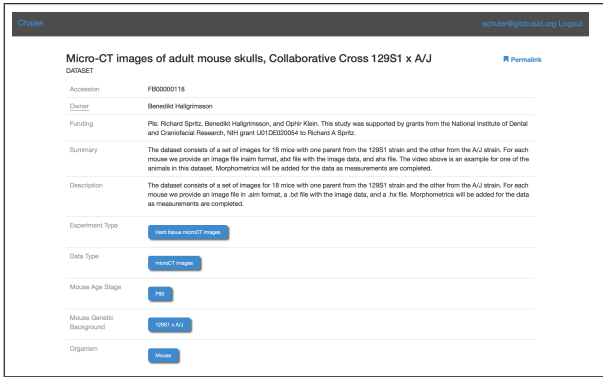 Chaise
schuler@globusid.org Logout
Micro-CT images of adult mouse skulls, Collaborative Cross 129S1 x A/J
Permalink
DATASET
Accession FB00000118
Owner Benedikt Hallgrimsson
Funding PIs: Richard Spritz, Benedikt Hallgrimsson, and Ophir Klein. This study was supported by grants from the National Institute of Dental
and Craniofacial Research, NIH grant U01DE020054 to Richard A Spritz.
Summary The dataset consists of a set of images for 18 mice with one parent from the 129S1 strain and the other from the A/J strain. For each
mouse we provide an image file inaim format, atxt file with the image data, and ahx file. The video above is an example for one of the
animals in this dataset. Morphometrics will be added for the data as measurements are completed.
Description The dataset consists of a set of images for 18 mice with one parent from the 129S1 strain and the other from the A/J strain. For each
mouse we provide an image file in .aim format, a .txt file with the image data, and a .hx file. Morphometrics will be added for the data
as measurements are completed.
Experiment Type
Hard tissue microCT images
Data Type
microCT images
Mouse Age Stage
P90
Mouse Genetic
Background
129S1 x A/J
Organism
Mouse